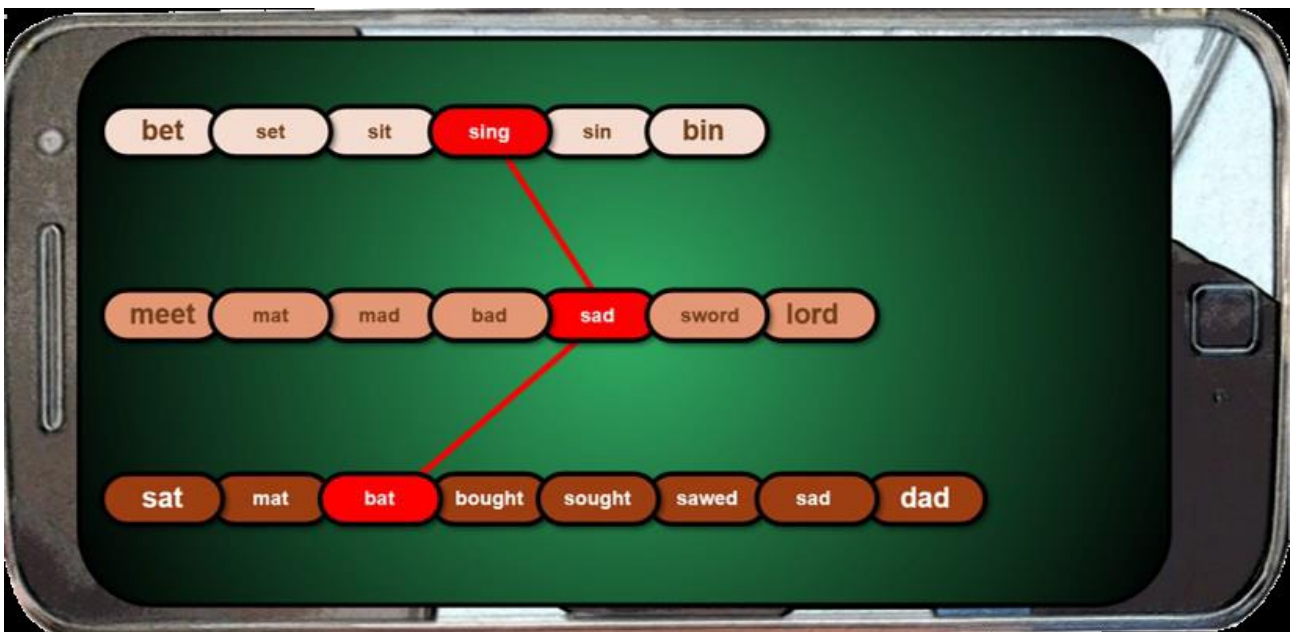 bet set sit sing sin bin
meet mat mad bad sad sword lord
sat mat bat bought sought sawed sad dad